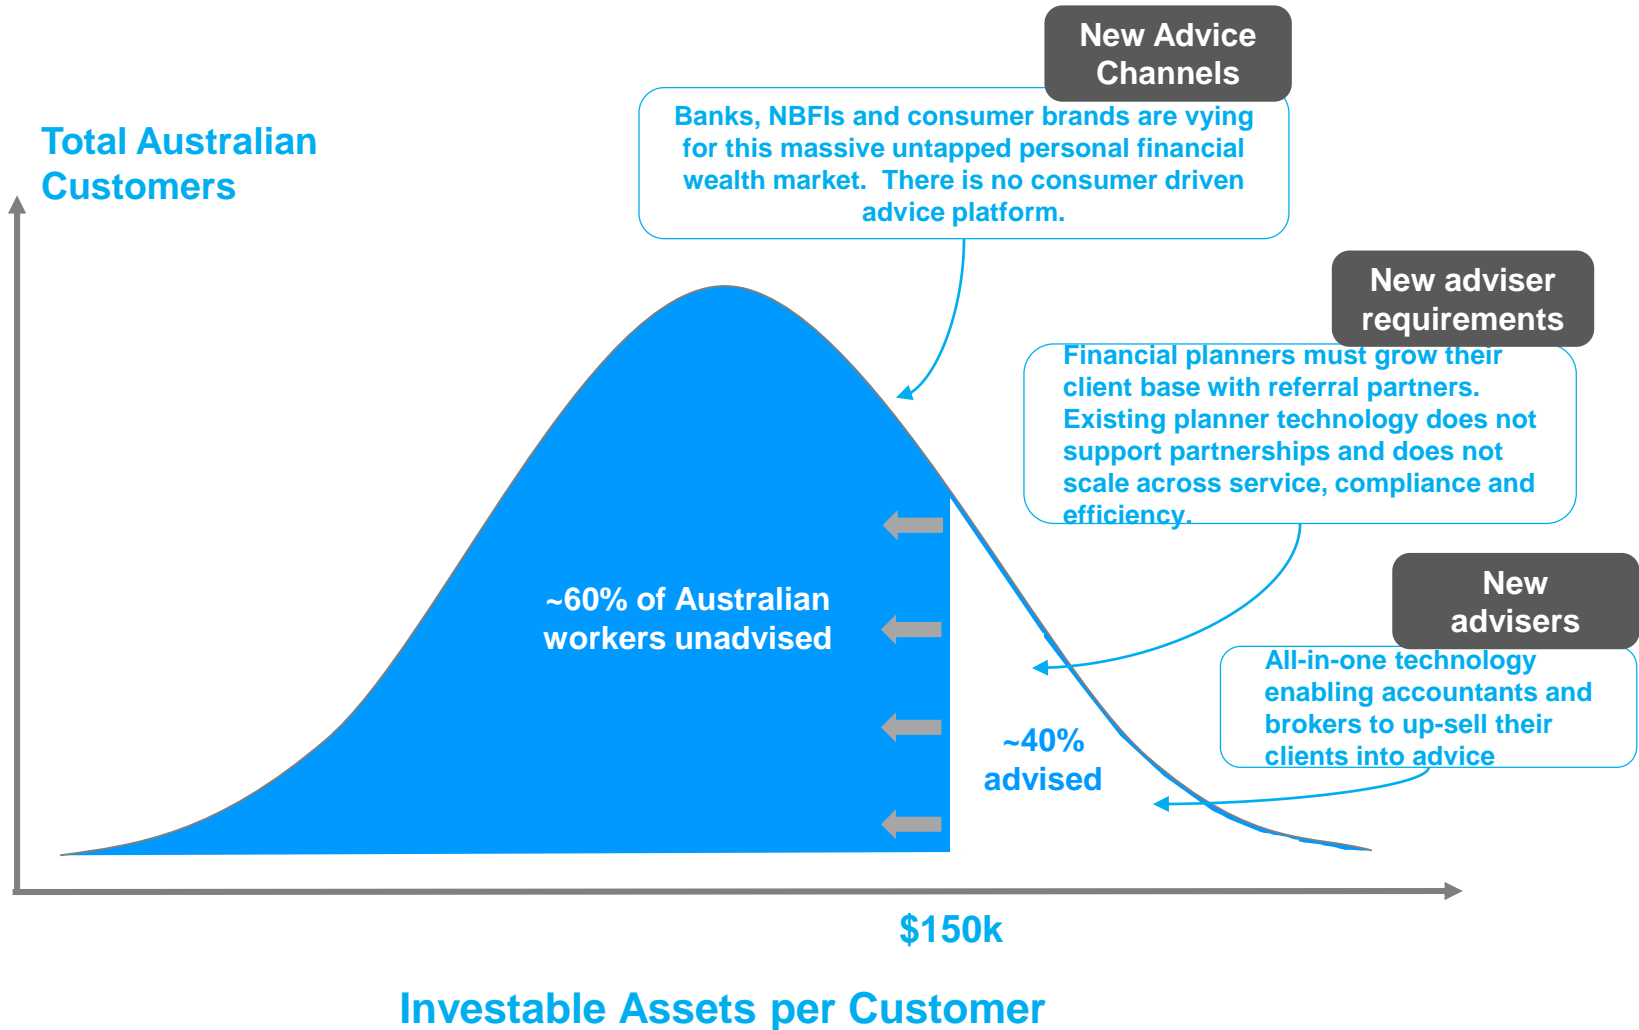 New Advice
Channels
Banks, NBFIs and consumer brands are vying
for this massive untapped personal financial
wealth market.  There is no consumer driven
advice platform.
Total Australian
Customers
New adviser
requirements
Financial planners must grow their
client base with referral partners.
Existing planner technology does not
support partnerships and does not
scale across service, compliance and
efficiency.
New
advisers
All-in-one technology
enabling accountants and
brokers to up-sell their
clients into advice
~60% of Australian
workers unadvised
~40%
advised
$150k
Investable Assets per Customer